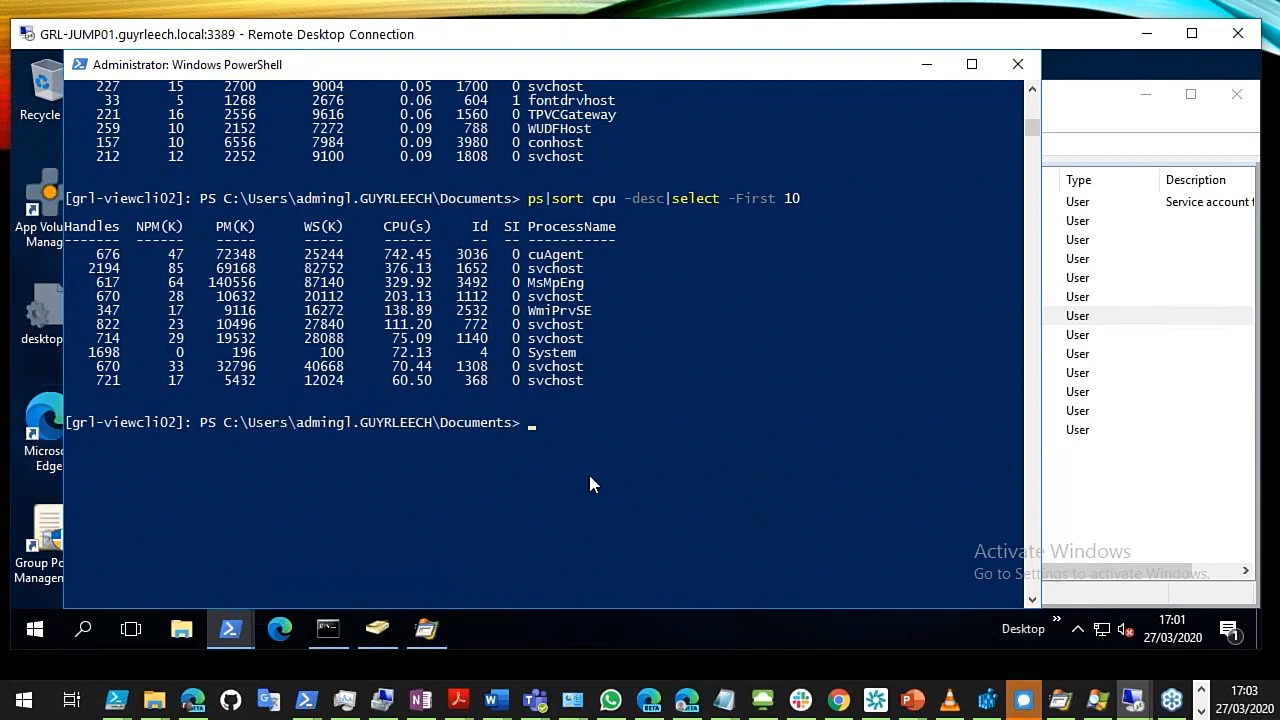 GRL-JUMP01.guyrleech.local:3389 - Remote Desktop Connection
Recycle
App Volu
Manag
desktop
Micros
Edge
Group Po
Managem
Administrator: Windows PowerShell
227 15 2700 9004 0.05 1700 0 svchost
33 5 1268 2676 0.06 604 1 fontdrvhost
221 16 2556 9616 0.06 1560 0 TPVCGateway
259 10 2152 7272 0.09 788 0 WUDFHost
157 10 6556 7984 0.09 3980 0 conhost
212 12 2252 9100 0.09 1808 0 svchost
[grl-viewcli02]: PS C:\Users\admingl.GUYRLEECH\Documents> ps|sort cpu -desc|select -First 10
Handles NPM(K) PM(K) WS(K) CPU(s) Id SI ProcessName
------- ------ ----- ----- ------ -- -- -----------
676 47 72348 25244 742.45 3036 0 cuAgent
2194 85 69168 82752 376.13 1652 0 svchost
617 64 140556 87140 329.92 3492 0 MsMpEng
670 28 10632 20112 203.13 1112 0 svchost
347 17 9116 16272 138.89 2532 0 WmiPrvSE
822 23 10496 27840 111.20 772 0 svchost
714 29 19532 28088 75.09 1140 0 svchost
1698 0 196 100 72.13 4 0 System
670 33 32796 40668 70.44 1308 0 svchost
721 17 5432 12024 60.50 368 0 svchost
[grl-viewcli02]: PS C:\Users\admingl.GUYRLEECH\Documents>
Type Description
User Service account f
User
User
User
User
User
User
User
User
User
User
User
User
Activate Windows
Go to Settings to activate Windows.
Desktop
17:01
27/03/2020
1
BETA
BETA
BETA
17:03
27/03/2020